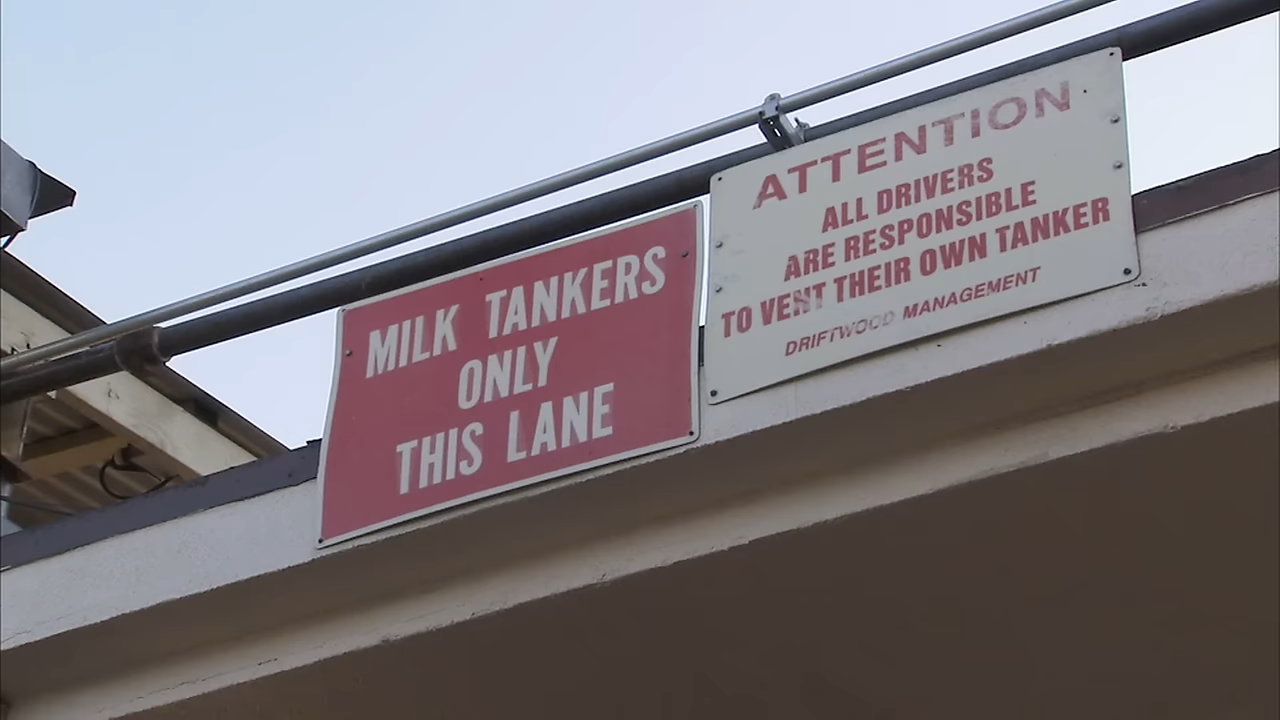 MILK TANKERS
ONLY
THIS LANE
ATTENTION
ALL DRIVERS
ARE RESPONSIBLE
TO VENT THEIR OWN TANKER
DRIFTWOOD MANAGEMENT